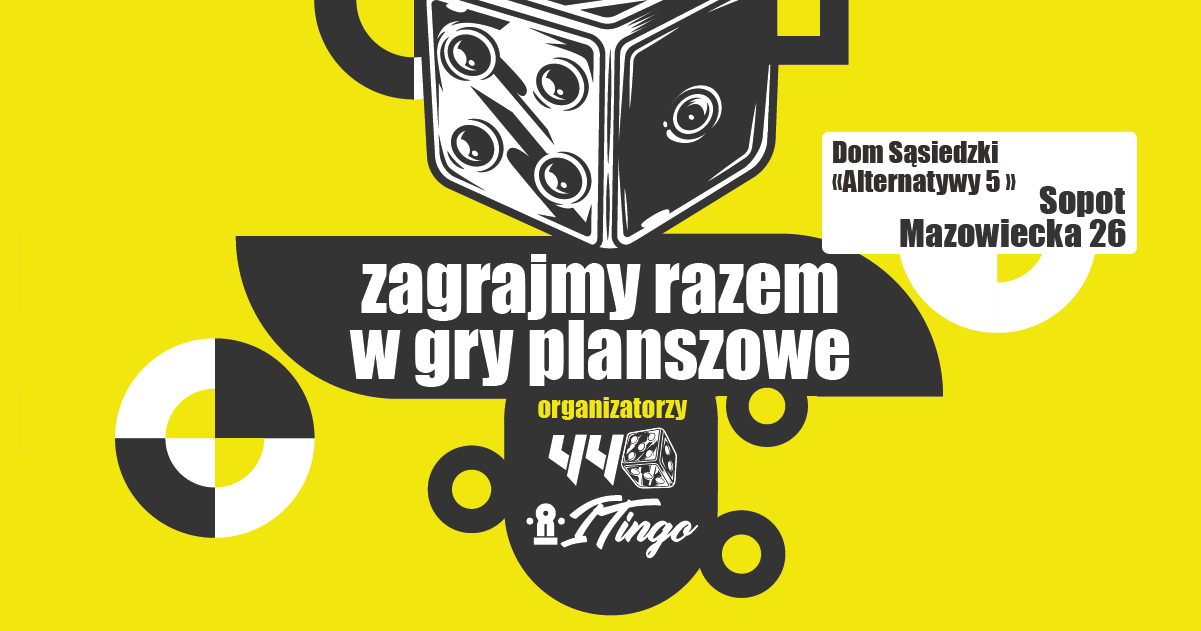 Dom Sąsiedzki
«Alternatywy 5 »
Sopot
Mazowiecka 26
zagrajmy razem
w gry planszowe
organizatorzy
44
ITingo